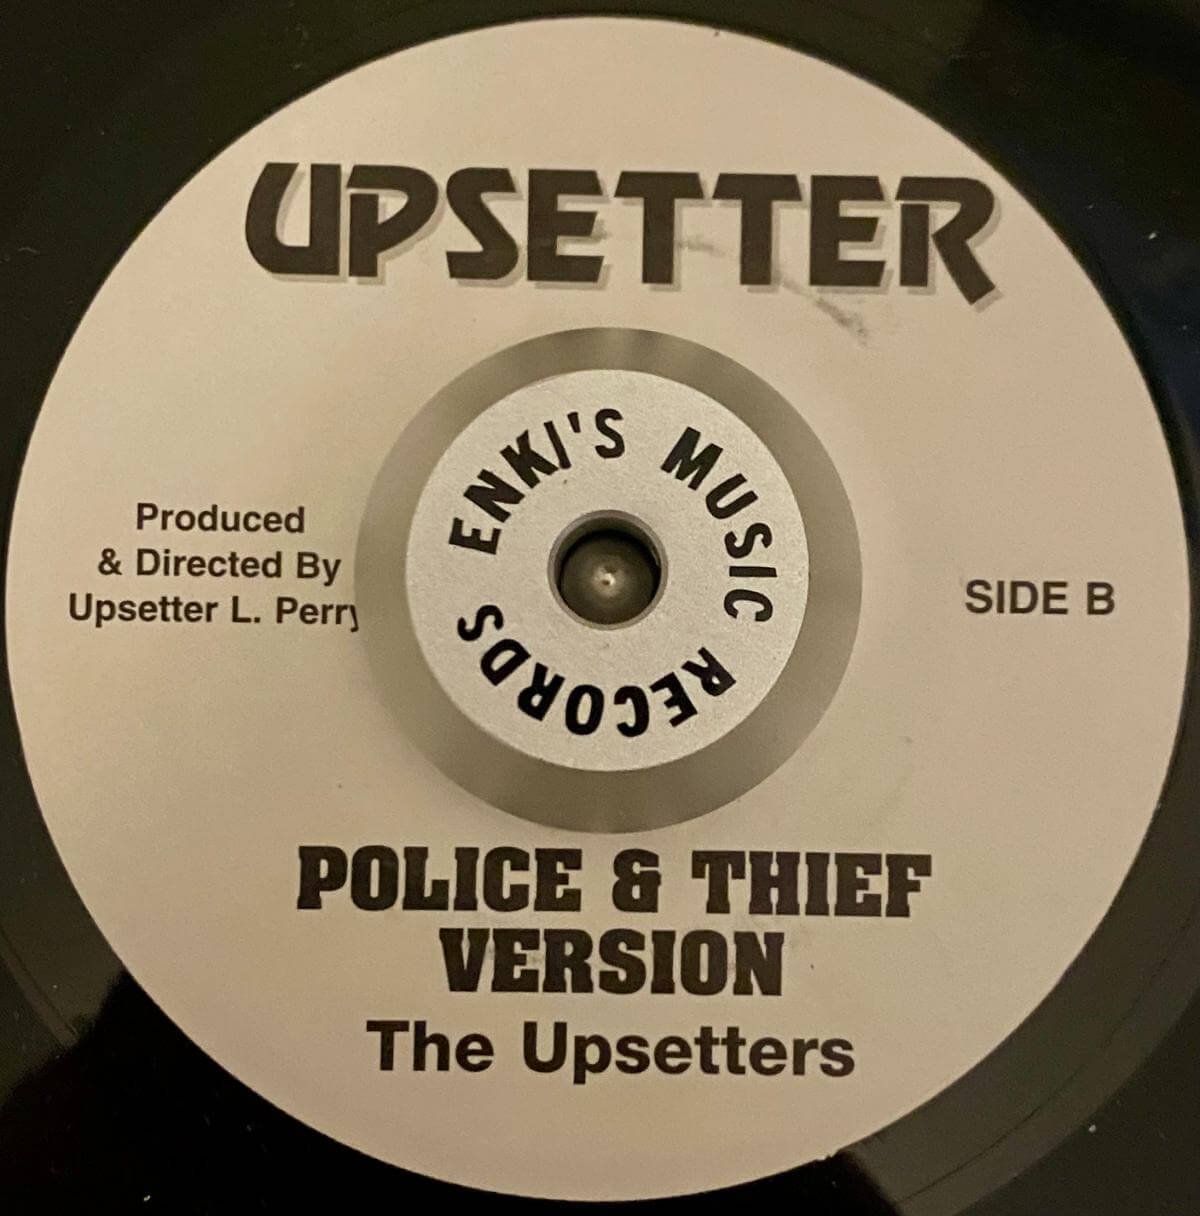 UPSETTER
ENKI'S MUSIC RECORDS
Produced
& Directed By
Upsetter L. Perry
SIDE B
POLICE & THIEF
VERSION
The Upsetters